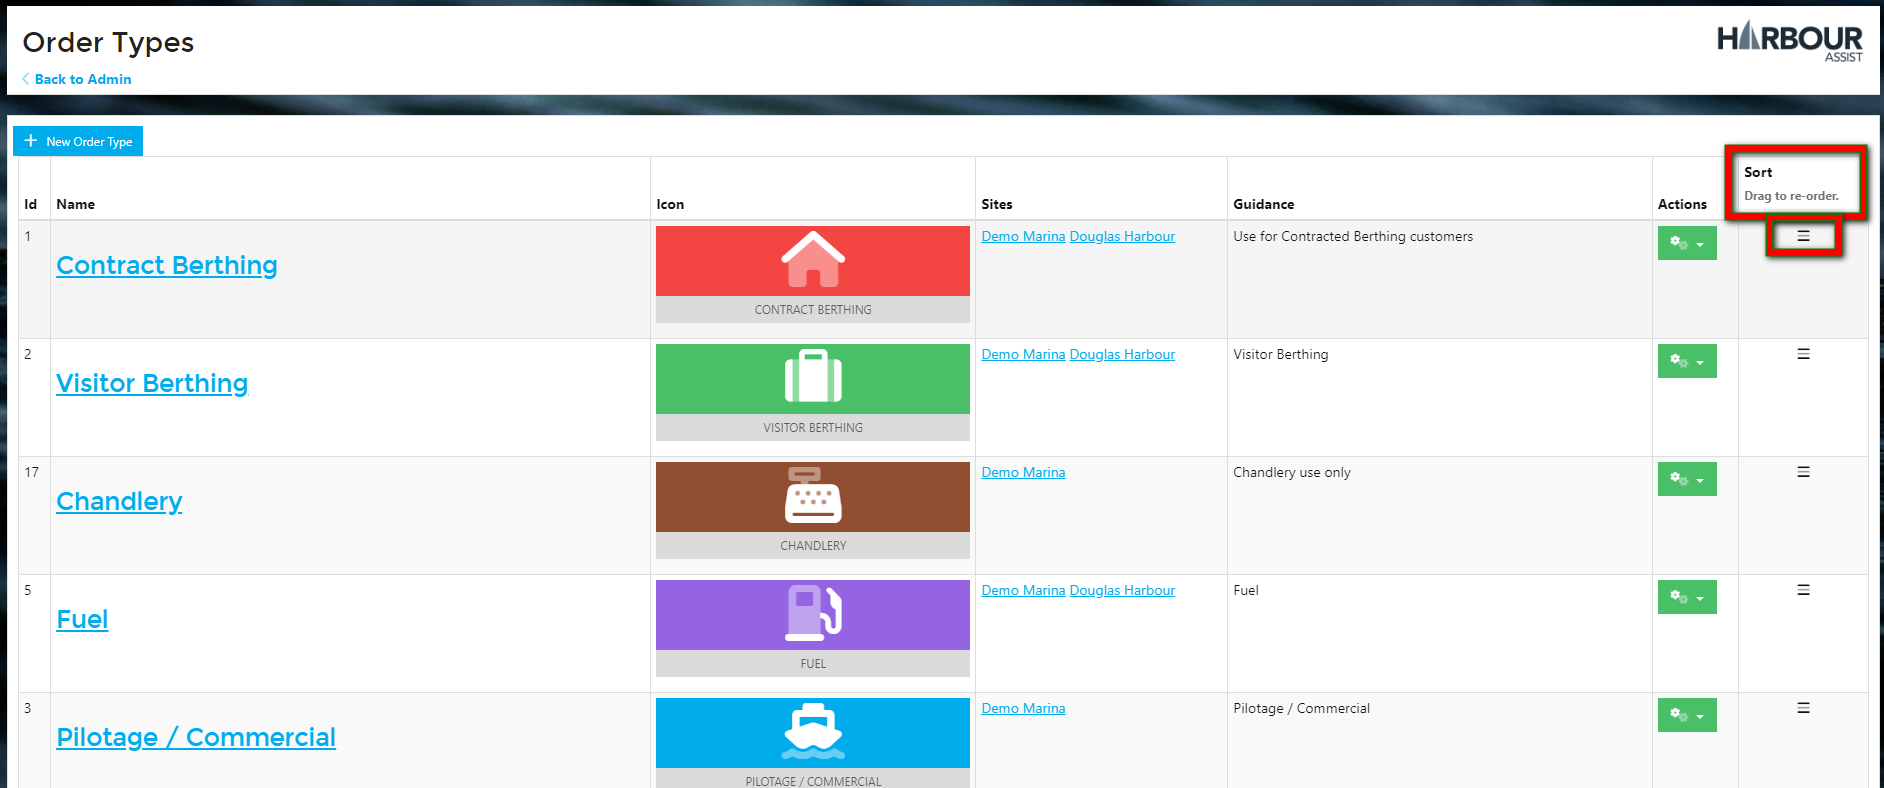 Order Types
HARBOUR
ASSIST
Back to Admin
New Order Type
Id Name Icon Sites Guidance Actions Sort
Drag to re-order.
1 Contract Berthing Demo Marina Douglas Harbour Use for Contracted Berthing customers
CONTRACT BERTHING
2 Visitor Berthing Demo Marina Douglas Harbour Visitor Berthing
VISITOR BERTHING
17 Chandlery Demo Marina Chandlery use only
CHANDLERY
5 Fuel Demo Marina Douglas Harbour Fuel
FUEL
3 Pilotage / Commercial Demo Marina Pilotage / Commercial
PILOTAGE / COMMERCIAL